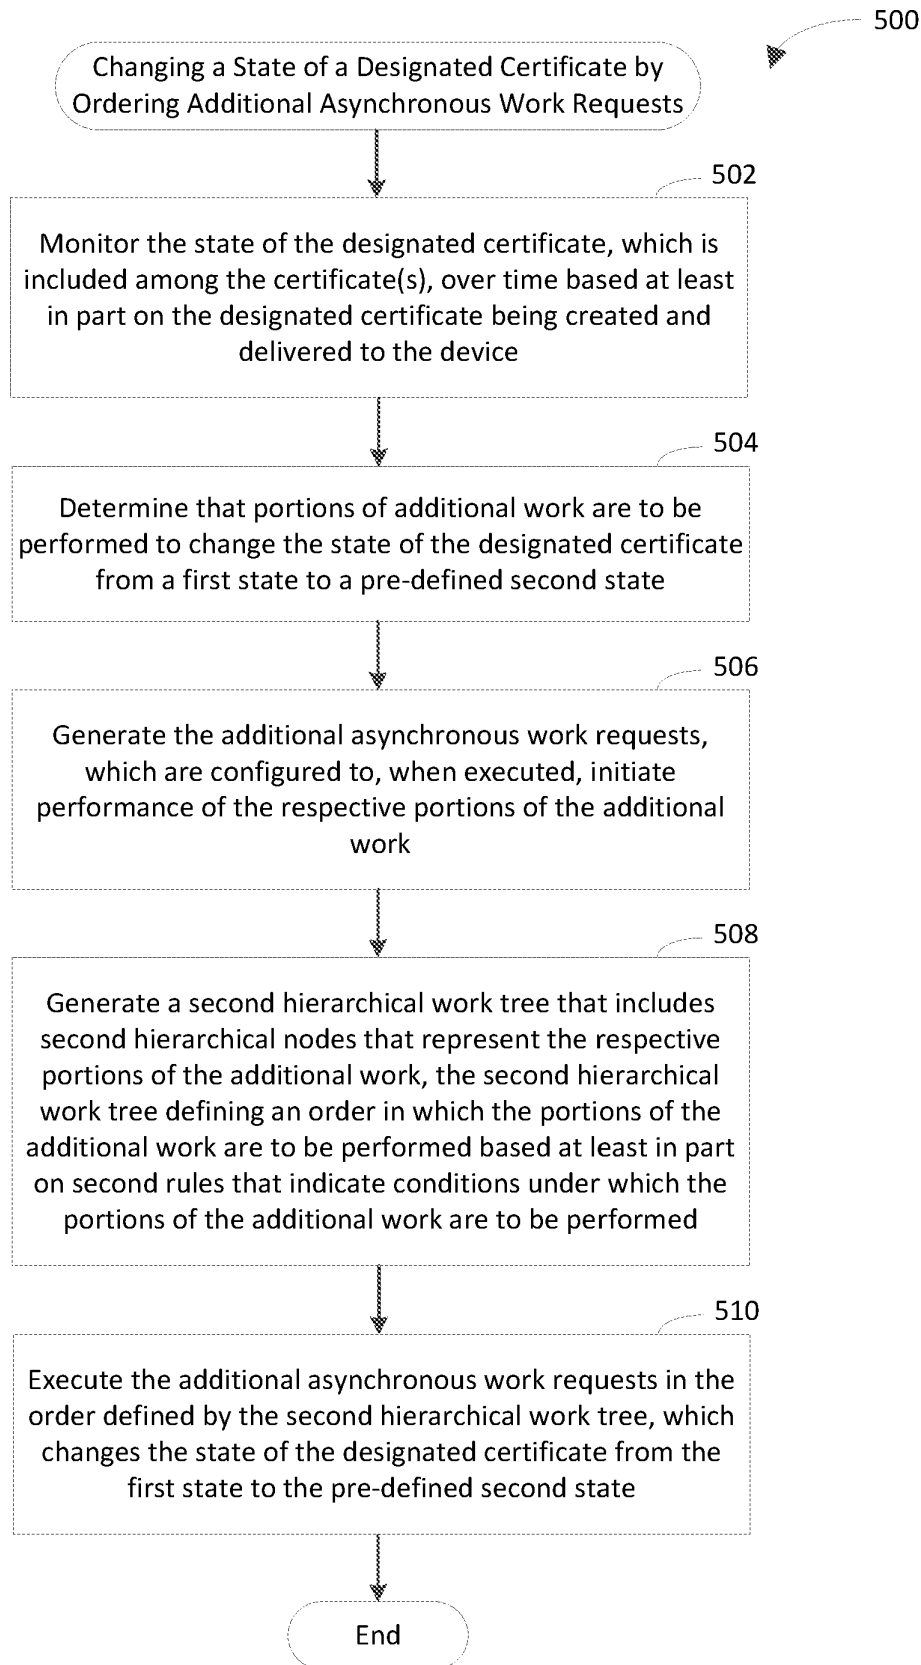 500
Changing a State of a Designated Certificate by
Ordering Additional Asynchronous Work Requests
502
Monitor the state of the designated certificate, which is
included among the certificate(s), over time based at least
in part on the designated certificate being created and
delivered to the device
504
Determine that portions of additional work are to be
performed to change the state of the designated certificate
from a first state to a pre-defined second state
506
Generate the additional asynchronous work requests,
which are configured to, when executed, initiate
performance of the respective portions of the additional
work
508
Generate a second hierarchical work tree that includes
second hierarchical nodes that represent the respective
portions of the additional work, the second hierarchical
work tree defining an order in which the portions of the
additional work are to be performed based at least in part
on second rules that indicate conditions under which the
portions of the additional work are to be performed
510
Execute the additional asynchronous work requests in the
order defined by the second hierarchical work tree, which
changes the state of the designated certificate from the
first state to the pre-defined second state
End